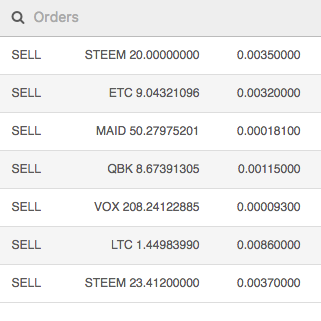 Orders
SELL STEEM 20.00000000 0.00350000
SELL ETC 9.04321096 0.00320000
SELL MAID 50.27975201 0.00018100
SELL QBK 8.67391305 0.00115000
SELL VOX 208.24122885 0.00009300
SELL LTC 1.44983990 0.00860000
SELL STEEM 23.41200000 0.00370000